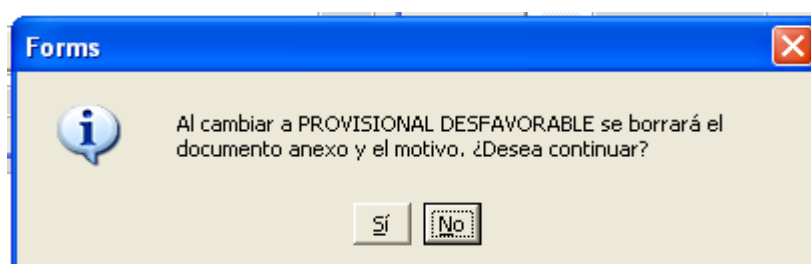 Forms
Al cambiar a PROVISIONAL DESFAVORABLE se borrará el
documento anexo y el motivo. ¿Desea continuar?
Sí No